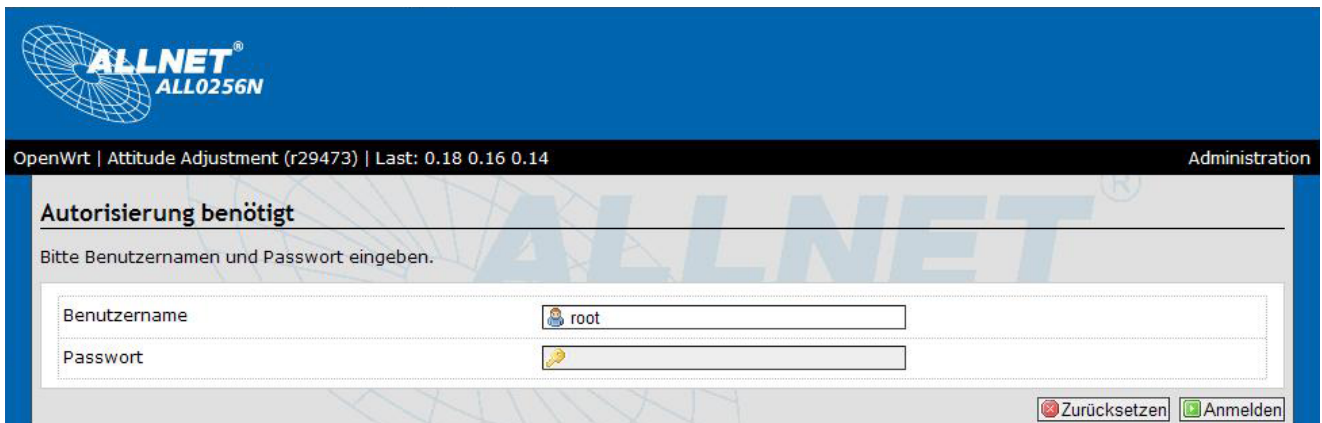 ALLNET®
ALL0256N
OpenWrt | Attitude Adjustment (r29473) | Last: 0.18 0.16 0.14
Administration
ALLNET®
Autorisierung benötigt
Bitte Benutzernamen und Passwort eingeben.
Benutzername
root
Passwort
Zurücksetzen
Anmelden